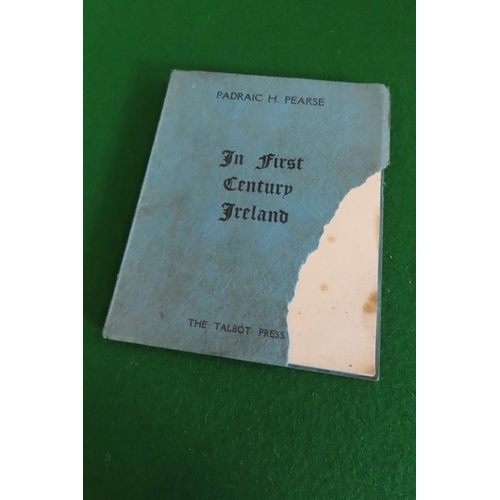 PADRAIC H. PEARSE
In First
Century
Ireland
THE TALBOT PRESS